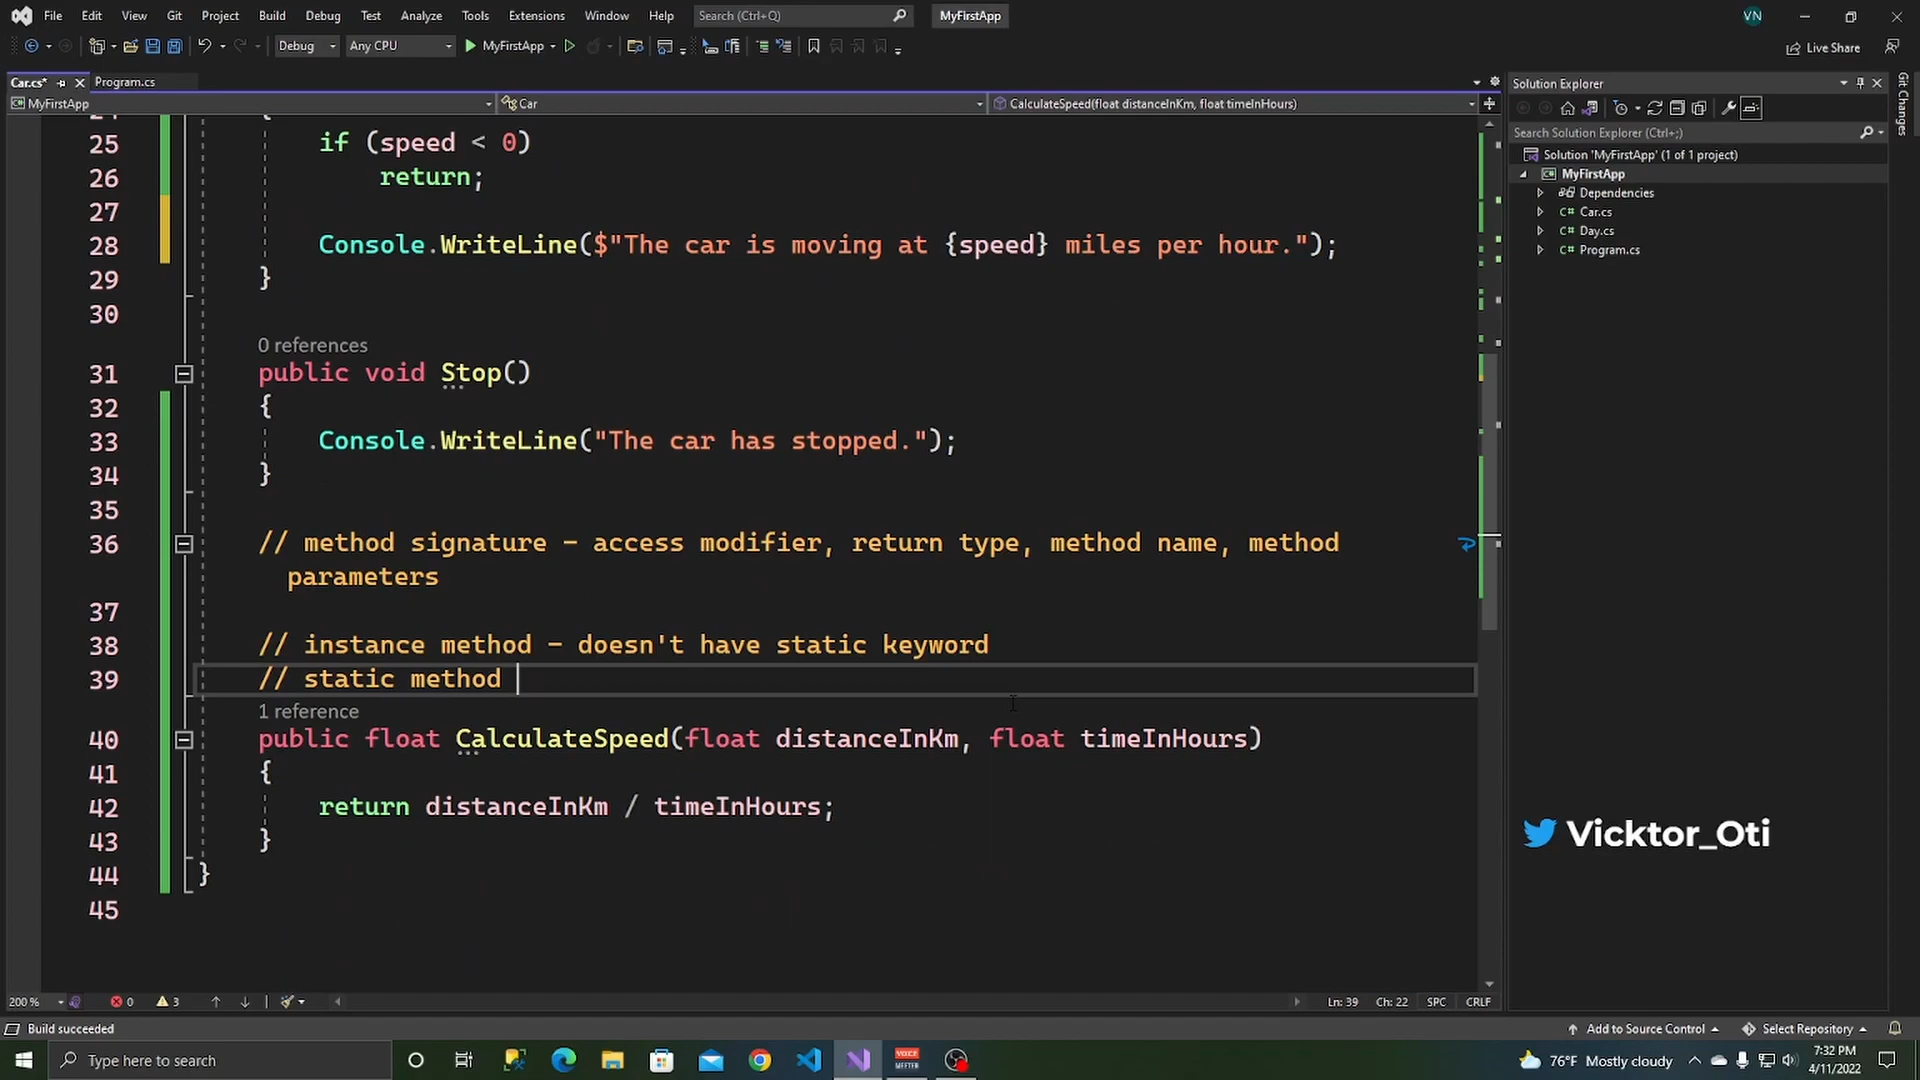 File Edit View Git Project Build Debug Test Analyze Tools Extensions Window Help Search (Ctrl+Q) MyFirstApp VN
Debug Any CPU MyFirstApp Live Share
Car.cs* Program.cs
MyFirstApp Car CalculateSpeed(float distanceInKm, float timeInHours)
24 {
25 if (speed < 0)
26 return;
27
28 Console.WriteLine($"The car is moving at {speed} miles per hour.");
29 }
30
0 references
31 public void Stop()
32 {
33 Console.WriteLine("The car has stopped.");
34 }
35
36 // method signature - access modifier, return type, method name, method
parameters
37
38 // instance method - doesn't have static keyword
39 // static method
1 reference
40 public float CalculateSpeed(float distanceInKm, float timeInHours)
41 {
42 return distanceInKm / timeInHours;
43 }
44 }
45
Solution Explorer
Search Solution Explorer (Ctrl+;)
Solution 'MyFirstApp' (1 of 1 project)
MyFirstApp
Dependencies
C# Car.cs
C# Day.cs
C# Program.cs
Git Changes
Vicktor_Oti
200 % 0 3 Ln: 39 Ch: 22 SPC CRLF
Build succeeded Add to Source Control Select Repository
Type here to search VOICE MEETER 76°F Mostly cloudy 7:32 PM
4/11/2022